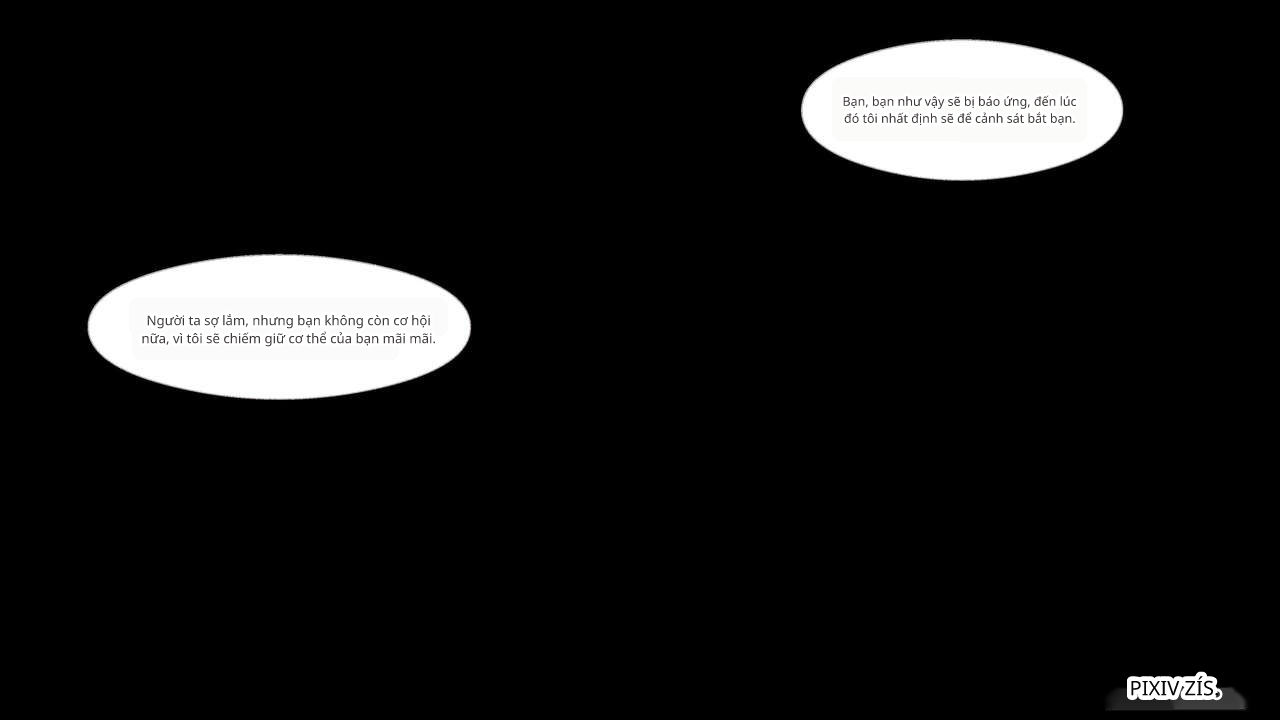 Bạn, bạn như vậy sẽ bị báo ứng, đến lúc
đó tôi nhất định sẽ để cảnh sát bắt bạn.
Người ta sợ lắm, nhưng bạn không còn cơ hội
nữa, vì tôi sẽ chiếm giữ cơ thể của bạn mãi mãi.
PIXIV ZÍS,